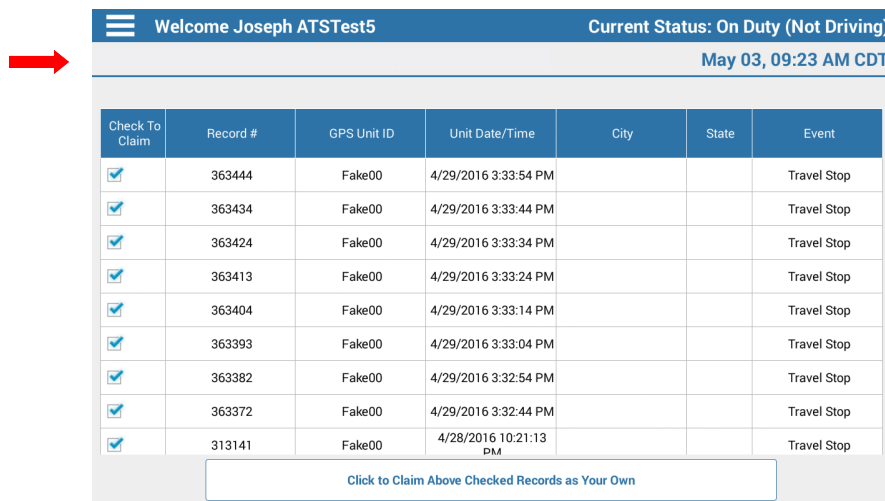 Welcome Joseph ATSTest5 Current Status: On Duty (Not Driving)
May 03, 09:23 AM CDT
Check To Claim Record # GPS Unit ID Unit Date/Time City State Event
363444 Fake00 4/29/2016 3:33:54 PM Travel Stop
363434 Fake00 4/29/2016 3:33:44 PM Travel Stop
363424 Fake00 4/29/2016 3:33:34 PM Travel Stop
363413 Fake00 4/29/2016 3:33:24 PM Travel Stop
363404 Fake00 4/29/2016 3:33:14 PM Travel Stop
363393 Fake00 4/29/2016 3:33:04 PM Travel Stop
363382 Fake00 4/29/2016 3:32:54 PM Travel Stop
363372 Fake00 4/29/2016 3:32:44 PM Travel Stop
313141 Fake00 4/28/2016 10:21:13 PM Travel Stop
Click to Claim Above Checked Records as Your Own